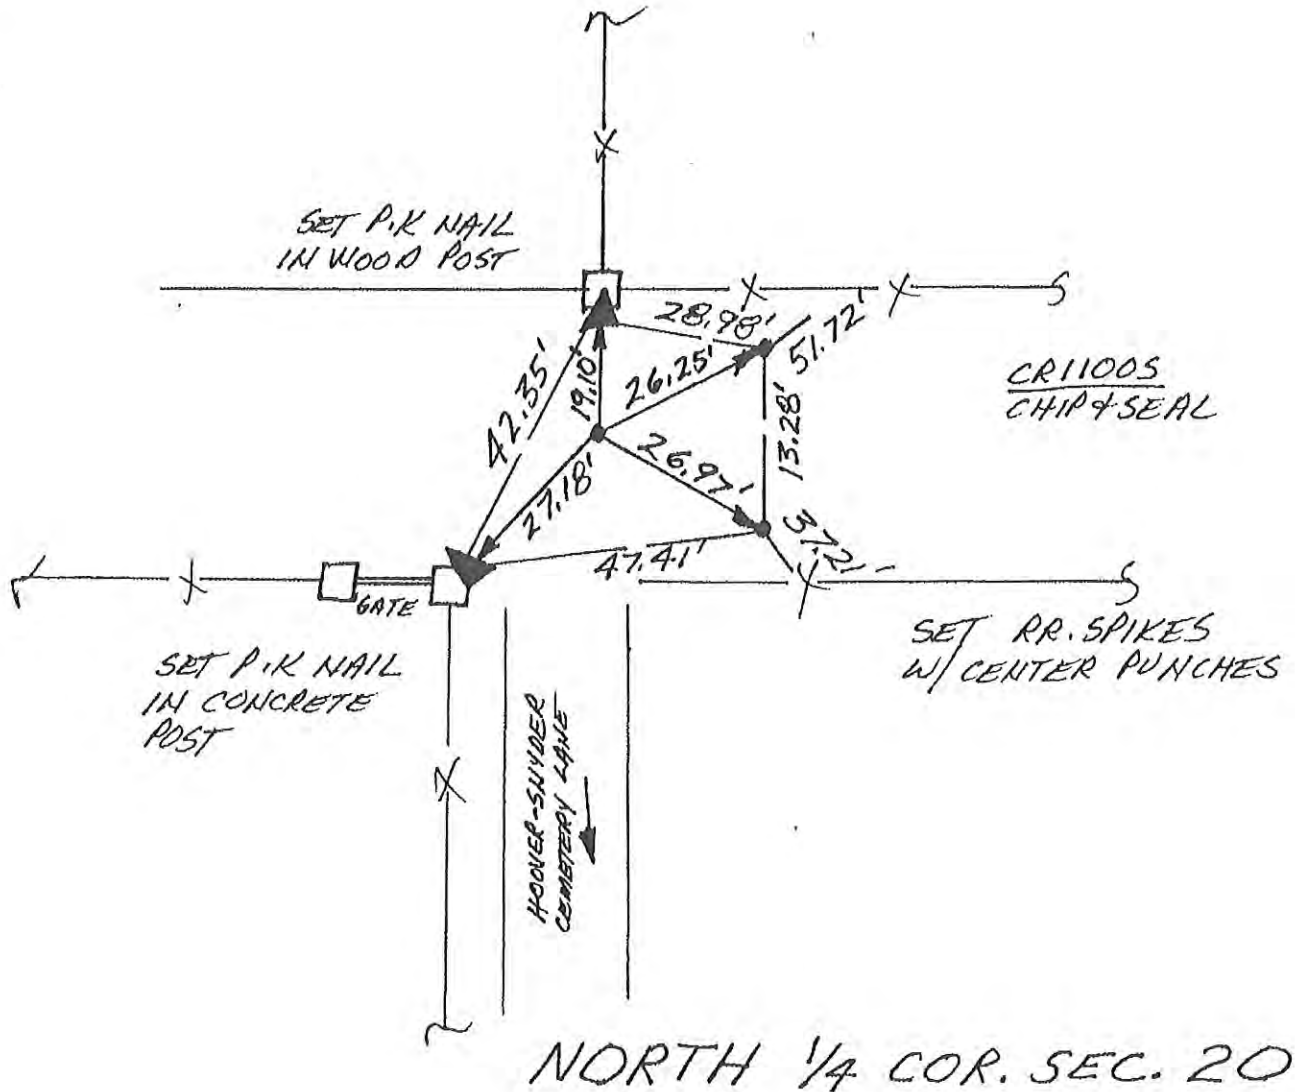 SET P.K NAIL
IN WOOD POST
28.98'
51.72'
CR1100S
CHIP & SEAL
42.35'
19.10'
26.25'
13.28'
26.97'
27.18'
47.41'
GATE
SET P.K NAIL
IN CONCRETE
POST
SET RR. SPIKES
W/ CENTER PUNCHES
HOOVER-SNYDER
CEMETERY LANE
NORTH 1/4 COR. SEC. 20